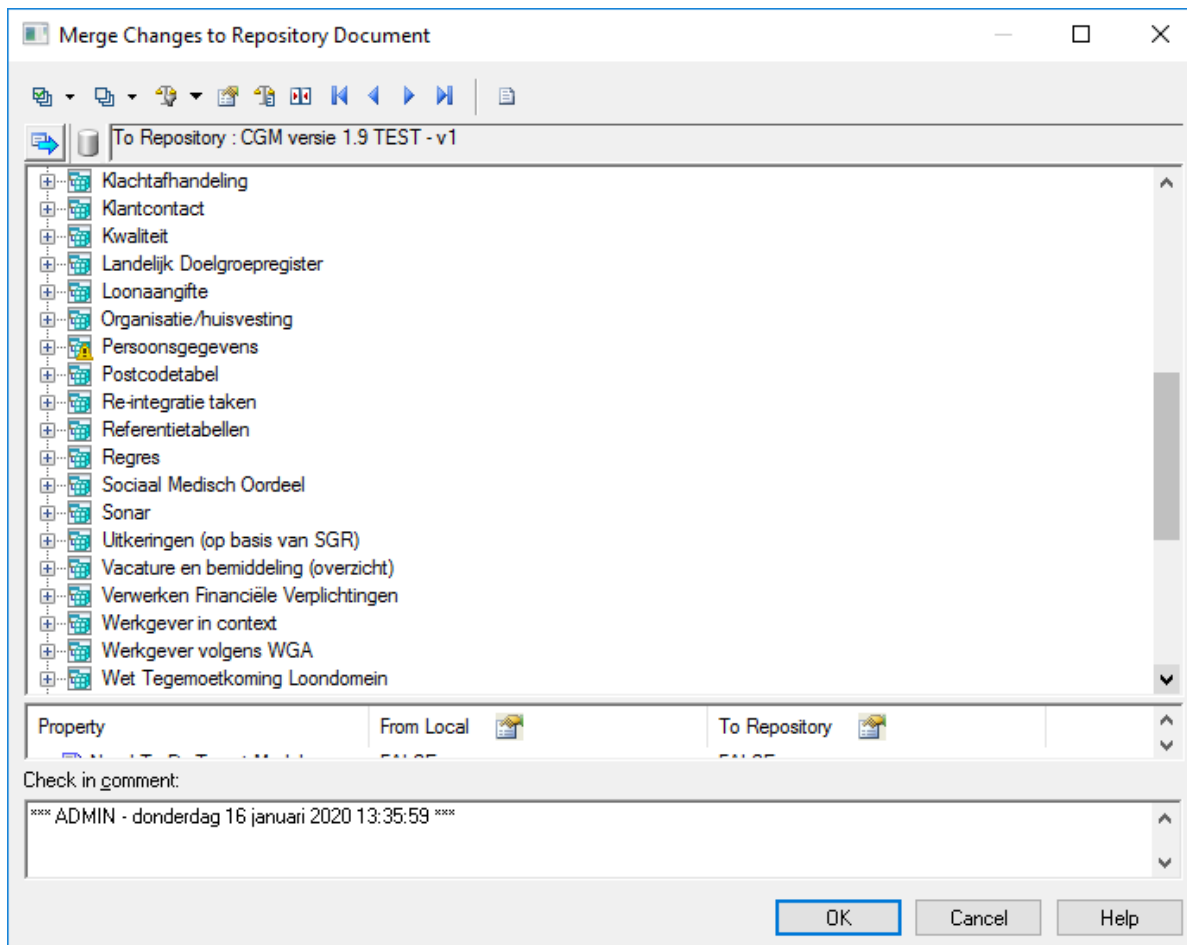 Merge Changes to Repository Document
To Repository : CGM versie 1.9 TEST - v1
Klachtafhandeling
Klantcontact
Kwaliteit
Landelijk Doelgroepregister
Loonaangifte
Organisatie/huisvesting
Persoonsgegevens
Postcodetabel
Re-integratie taken
Referentietabellen
Regres
Sociaal Medisch Oordeel
Sonar
Uitkeringen (op basis van SGR)
Vacature en bemiddeling (overzicht)
Verwerken Financiële Verplichtingen
Werkgever in context
Werkgever volgens WGA
Wet Tegemoetkoming Loondomein
Property From Local To Repository
Check in comment:
*** ADMIN - donderdag 16 januari 2020 13:35:59 ***
OK Cancel Help